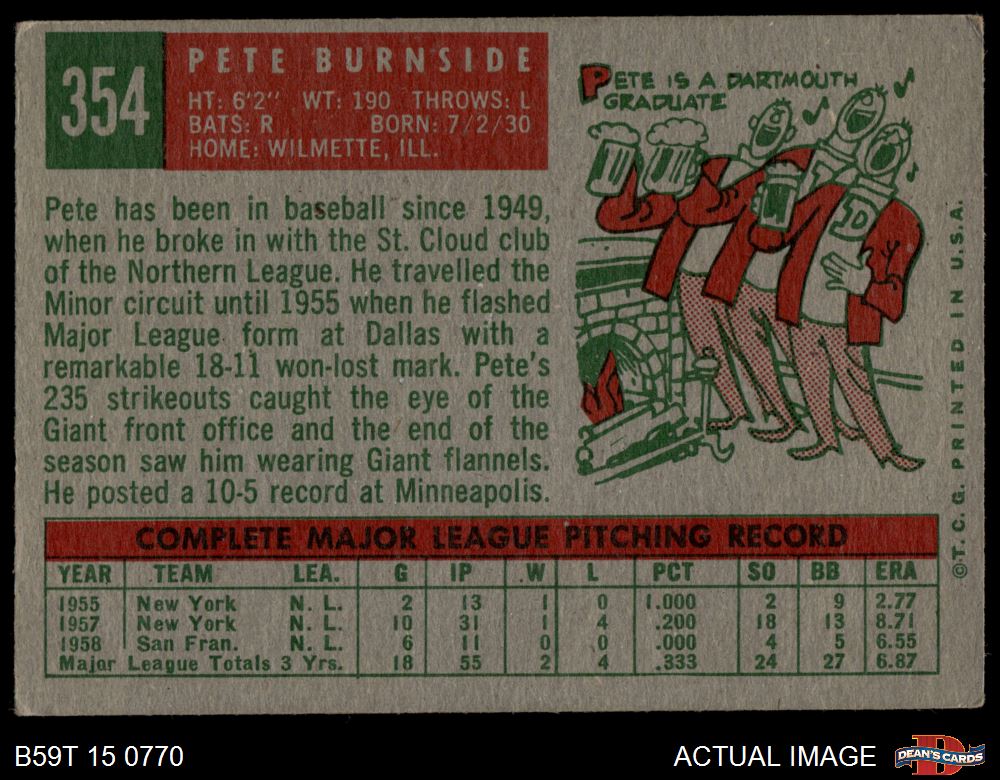 354
PETE BURNSIDE
HT: 6'2" WT: 190 THROWS: L
BATS: R BORN: 7/2/30
HOME: WILMETTE, ILL.
PETE IS A DARTMOUTH
GRADUATE
D
Pete has been in baseball since 1949,
when he broke in with the St. Cloud club
of the Northern League. He travelled the
Minor circuit until 1955 when he flashed
Major League form at Dallas with a
remarkable 18-11 won-lost mark. Pete's
235 strikeouts caught the eye of the
Giant front office and the end of the
season saw him wearing Giant flannels.
He posted a 10-5 record at Minneapolis.
©T. C. G. PRINTED IN U.S.A.
COMPLETE MAJOR LEAGUE PITCHING RECORD
YEAR TEAM LEA. G IP W L PCT SO BB ERA
1955 New York N. L. 2 13 1 0 1.000 2 9 2.77
1957 New York N. L. 10 31 1 4 .200 18 13 8.71
1958 San Fran. N. L. 6 11 0 0 .000 4 5 6.55
Major League Totals 3 Yrs. 18 55 2 4 .333 24 27 6.87
B59T 15 0770
ACTUAL IMAGE
D
DEAN'S CARDS